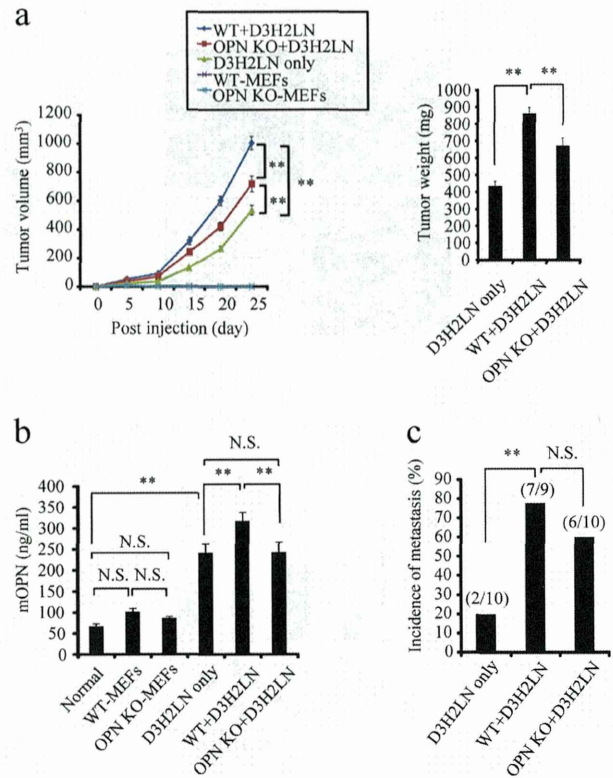 a
WT+D3H2LN
OPN KO+D3H2LN
D3H2LN only
WT-MEFs
OPN KO-MEFs
Tumor volume (mm³)
1200
1000
800
600
400
200
0
0 5 10 15 20 25
Post injection (day)
**
**
**
Tumor weight (mg)
1000
900
800
700
600
500
400
300
200
100
0
** **
D3H2LN only
WT+D3H2LN
OPN KO+D3H2LN
b
mOPN (ng/ml)
400
350
300
250
200
150
100
50
0
N.S.
** ** **
N.S.
N.S. N.S.
Normal
WT-MEFs
OPN KO-MEFs
D3H2LN only
WT+D3H2LN
OPN KO+D3H2LN
c
Incidence of metastasis (%)
90
80
70
60
50
40
30
20
10
0
** N.S.
(2/10)
(7/9)
(6/10)
D3H2LN only
WT+D3H2LN
OPN KO+D3H2LN